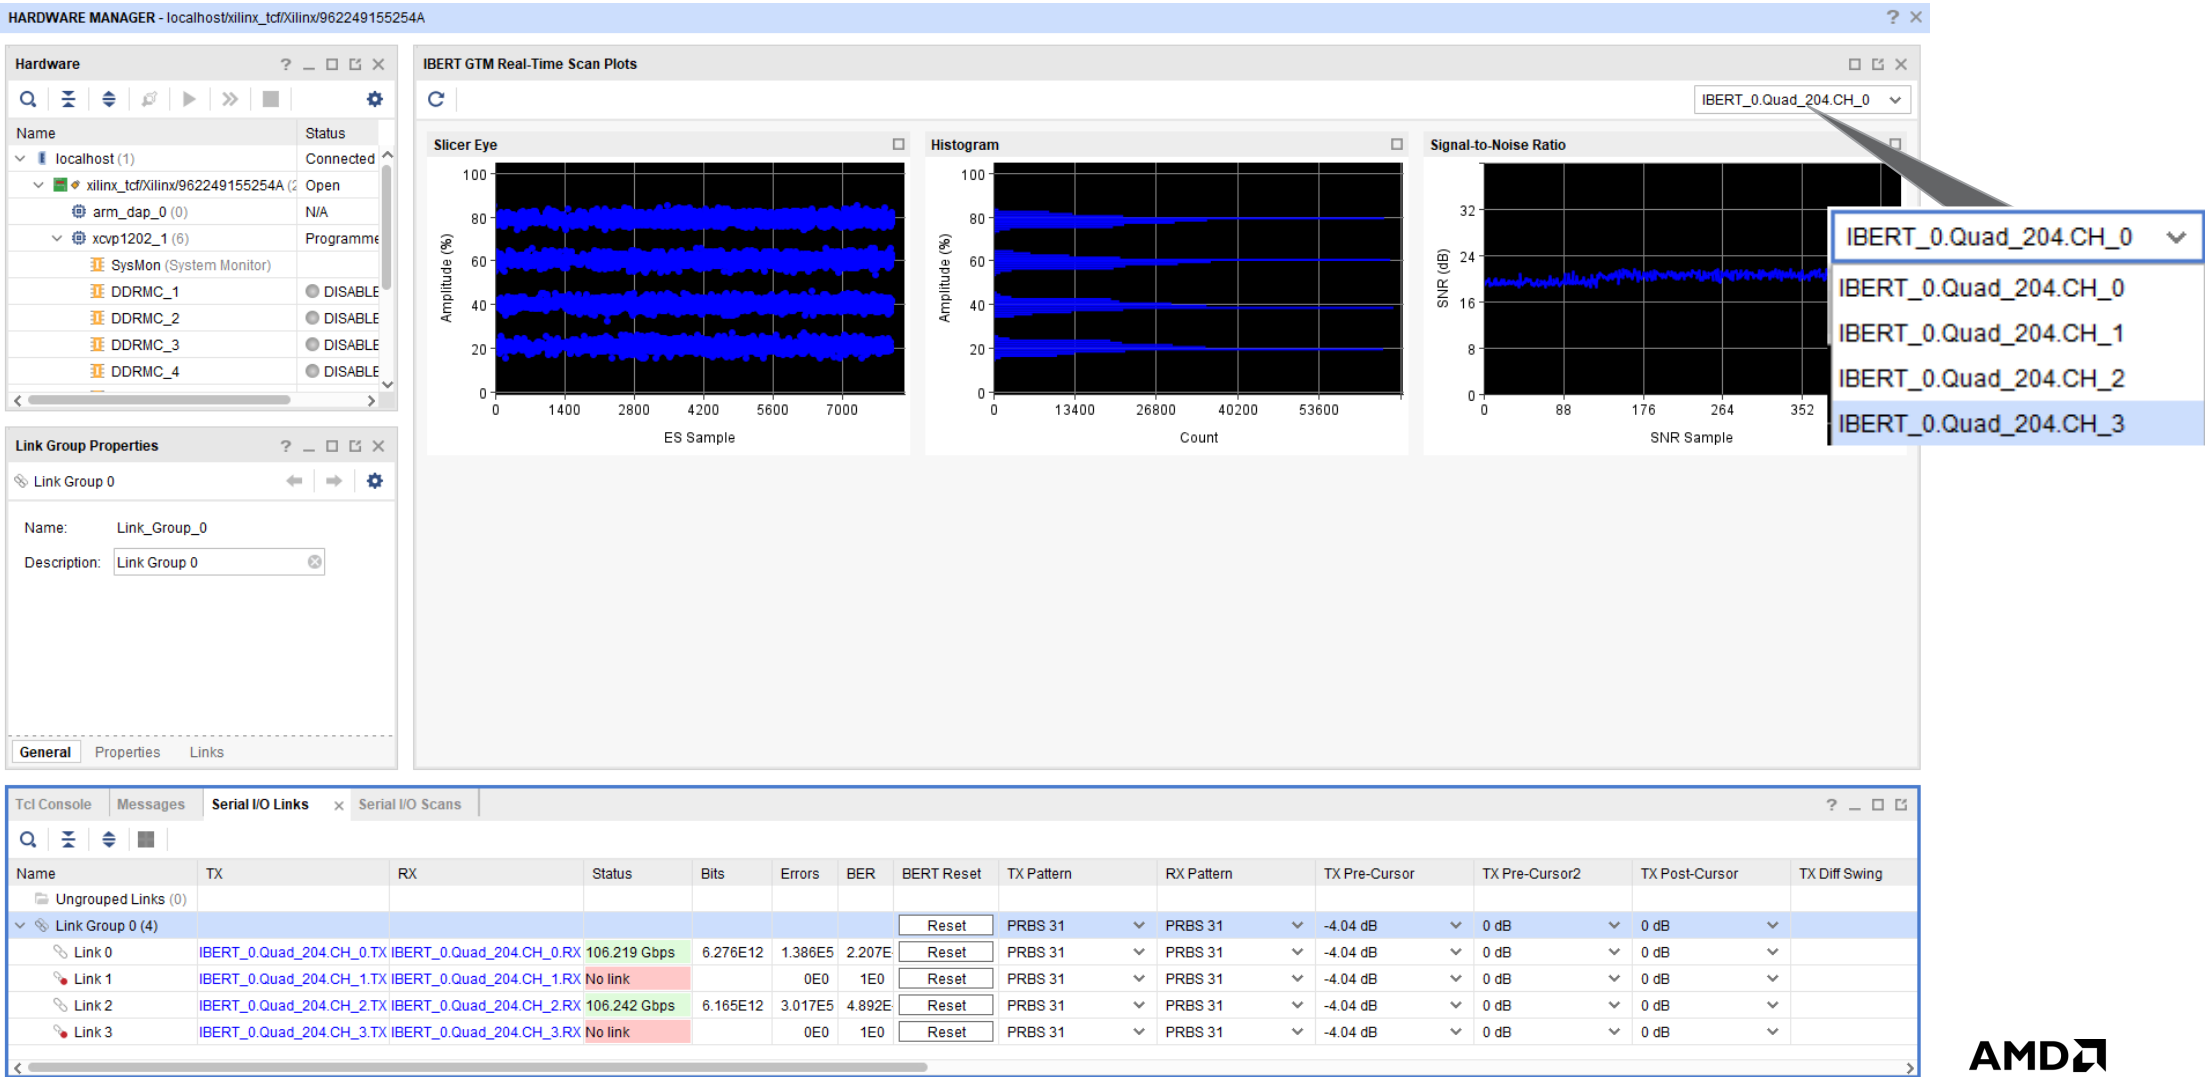 HARDWARE MANAGER - localhost/xilinx_tcf/Xilinx/962249155254A
Hardware
Name Status
localhost (1) Connected
xilinx_tcf/Xilinx/962249155254A (2 Open
arm_dap_0 (0) N/A
xcvp1202_1 (6) Programme
SysMon (System Monitor)
DDRMC_1 DISABLE
DDRMC_2 DISABLE
DDRMC_3 DISABLE
DDRMC_4 DISABLE
Link Group Properties
Link Group 0
Name: Link_Group_0
Description: Link Group 0
General Properties Links
IBERT GTM Real-Time Scan Plots
IBERT_0.Quad_204.CH_0
Slicer Eye
Amplitude (%)
100
80
60
40
20
0
0 1400 2800 4200 5600 7000
ES Sample
Histogram
Amplitude (%)
100
80
60
40
20
0
0 13400 26800 40200 53600
Count
Signal-to-Noise Ratio
SNR (dB)
32
24
16
8
0
0 88 176 264 352
SNR Sample
IBERT_0.Quad_204.CH_0
IBERT_0.Quad_204.CH_0
IBERT_0.Quad_204.CH_1
IBERT_0.Quad_204.CH_2
IBERT_0.Quad_204.CH_3
Tcl Console Messages Serial I/O Links Serial I/O Scans
Name TX RX Status Bits Errors BER BERT Reset TX Pattern RX Pattern TX Pre-Cursor TX Pre-Cursor2 TX Post-Cursor TX Diff Swing
Ungrouped Links (0)
Link Group 0 (4) Reset PRBS 31 PRBS 31 -4.04 dB 0 dB 0 dB
Link 0 IBERT_0.Quad_204.CH_0.TX IBERT_0.Quad_204.CH_0.RX 106.219 Gbps 6.276E12 1.386E5 2.207E Reset PRBS 31 PRBS 31 -4.04 dB 0 dB 0 dB
Link 1 IBERT_0.Quad_204.CH_1.TX IBERT_0.Quad_204.CH_1.RX No link 0E0 1E0 Reset PRBS 31 PRBS 31 -4.04 dB 0 dB 0 dB
Link 2 IBERT_0.Quad_204.CH_2.TX IBERT_0.Quad_204.CH_2.RX 106.242 Gbps 6.165E12 3.017E5 4.892E Reset PRBS 31 PRBS 31 -4.04 dB 0 dB 0 dB
Link 3 IBERT_0.Quad_204.CH_3.TX IBERT_0.Quad_204.CH_3.RX No link 0E0 1E0 Reset PRBS 31 PRBS 31 -4.04 dB 0 dB 0 dB
AMD